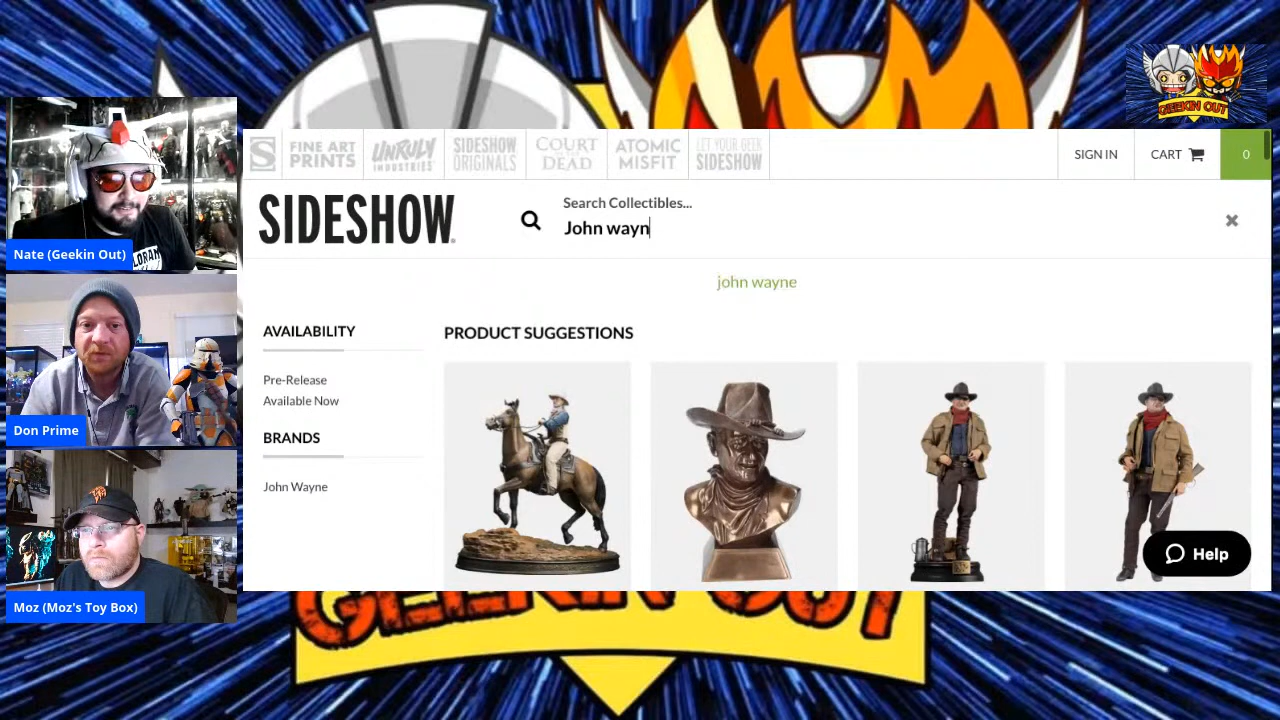 GEEKIN OUT
FINE ART
PRINTS
UNRULY
INDUSTRIES
SIDESHOW
ORIGINALS
COURT
OF THE
DEAD
ATOMIC
MISFIT
LET YOUR GEEK
SIDESHOW
SIGN IN
CART
0
SIDESHOW
Search Collectibles...
John wayn
john wayne
AVAILABILITY
Pre-Release
Available Now
BRANDS
John Wayne
PRODUCT SUGGESTIONS
Help
Nate (Geekin Out)
Don Prime
Moz (Moz's Toy Box)
GEEKIN OUT